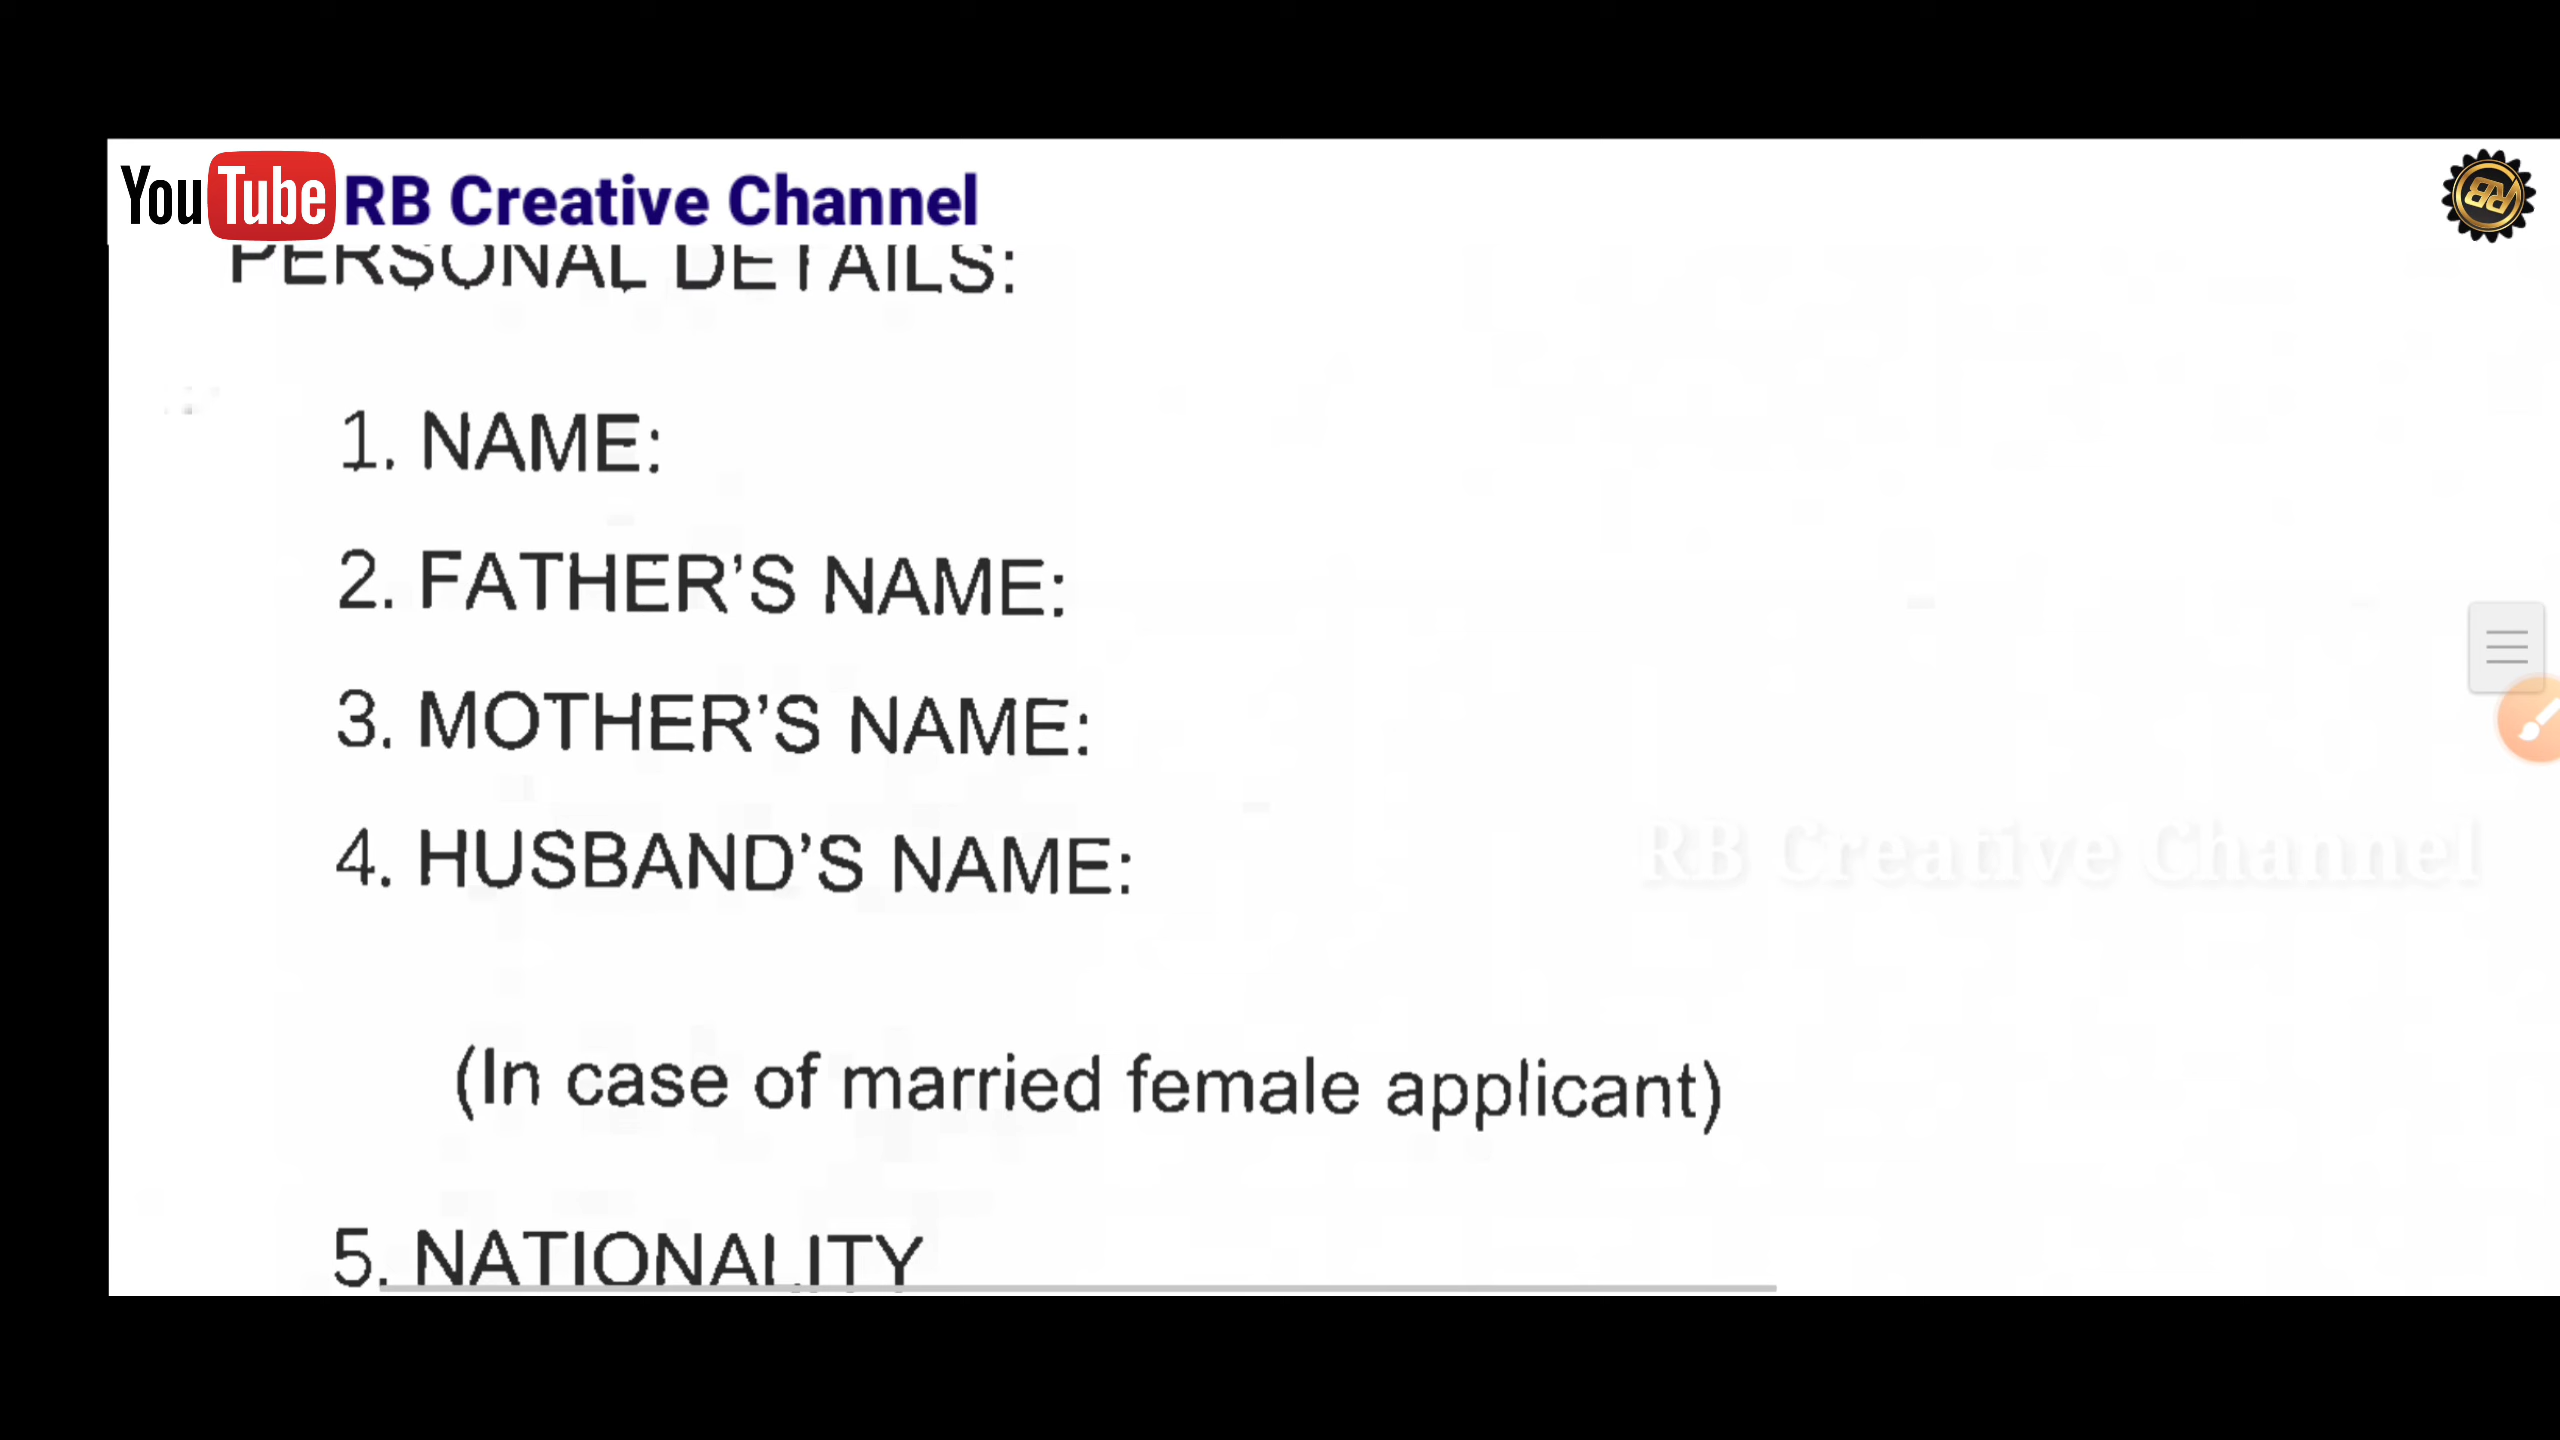 YouTube RB Creative Channel
PERSONAL DETAILS:
1. NAME:
2. FATHER’S NAME:
3. MOTHER’S NAME:
4. HUSBAND’S NAME:
RB Creative Channel
(In case of married female applicant)
5. NATIONALITY